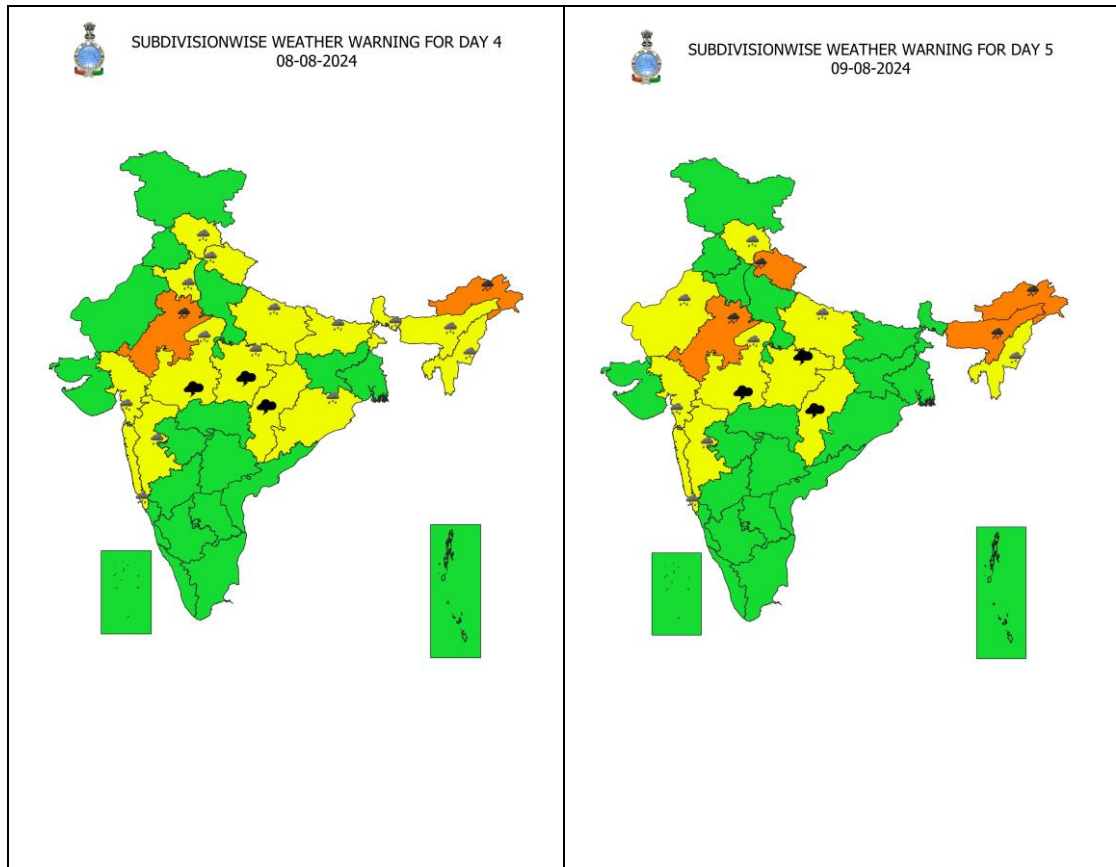 SUBDIVISIONWISE WEATHER WARNING FOR DAY 4
08-08-2024
SUBDIVISIONWISE WEATHER WARNING FOR DAY 5
09-08-2024